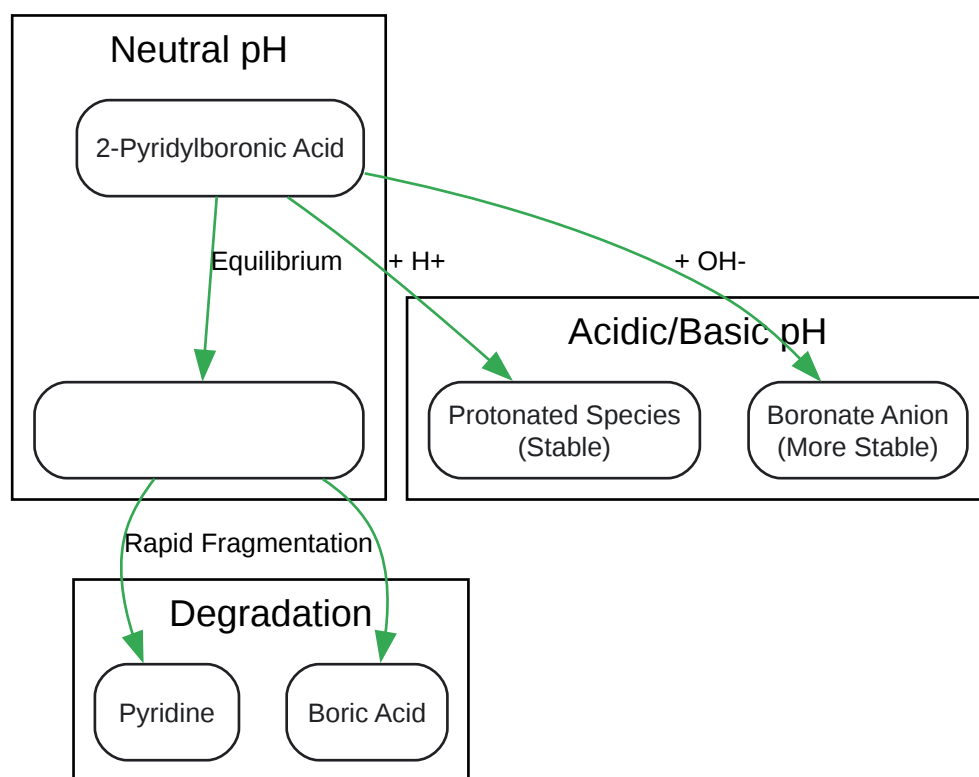 Neutral pH
2-Pyridylboronic Acid
Equilibrium
+ H+
+ OH-
Acidic/Basic pH
Protonated Species
(Stable)
Boronate Anion
(More Stable)
Rapid Fragmentation
Degradation
Pyridine
Boric Acid